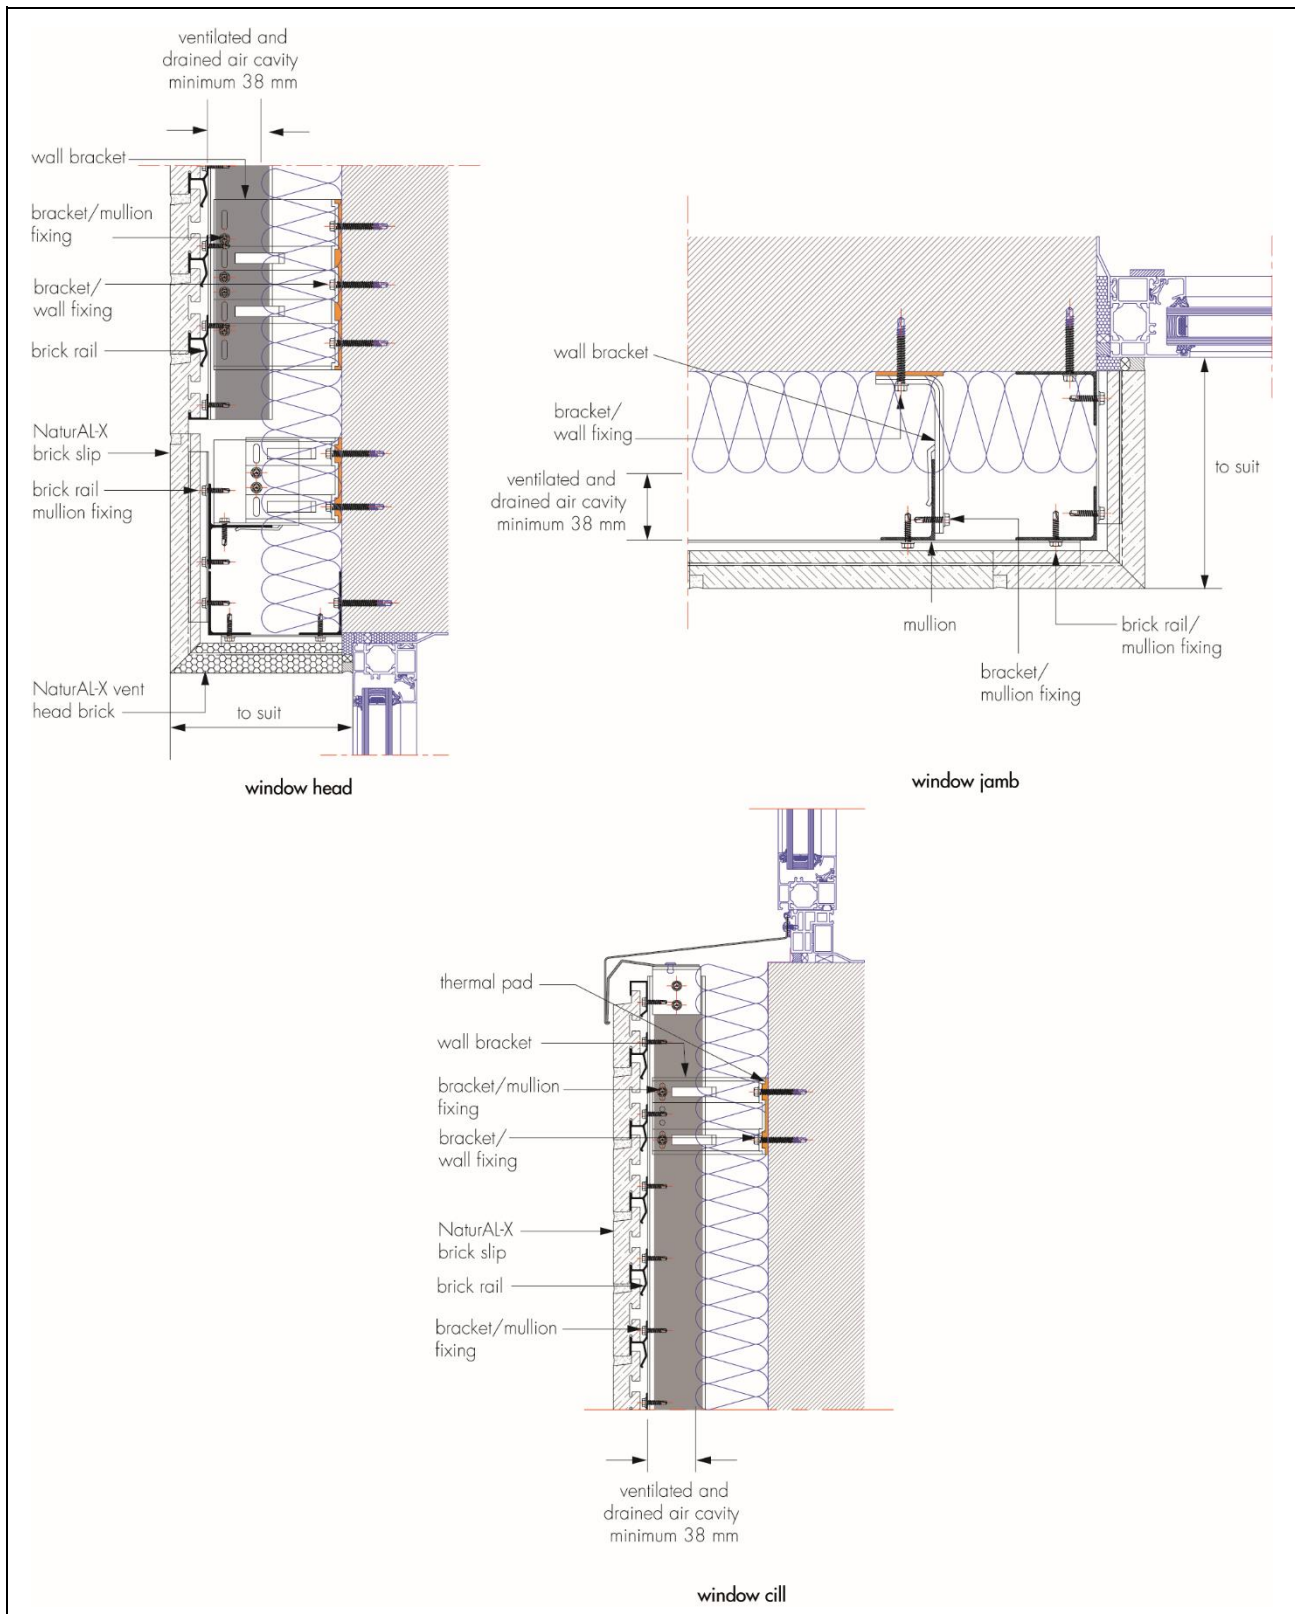 ventilated and
drained air cavity
minimum 38 mm
wall bracket
bracket/mullion
fixing
bracket/
wall fixing
brick rail
NaturAL-X
brick slip
brick rail
mullion fixing
NaturAL-X vent
head brick
to suit
window head
wall bracket
bracket/
wall fixing
ventilated and
drained air cavity
minimum 38 mm
to suit
mullion
brick rail/
mullion fixing
bracket/
mullion fixing
window jamb
thermal pad
wall bracket
bracket/mullion
fixing
bracket/
wall fixing
NaturAL-X
brick slip
brick rail
bracket/mullion
fixing
ventilated and
drained air cavity
minimum 38 mm
window cill